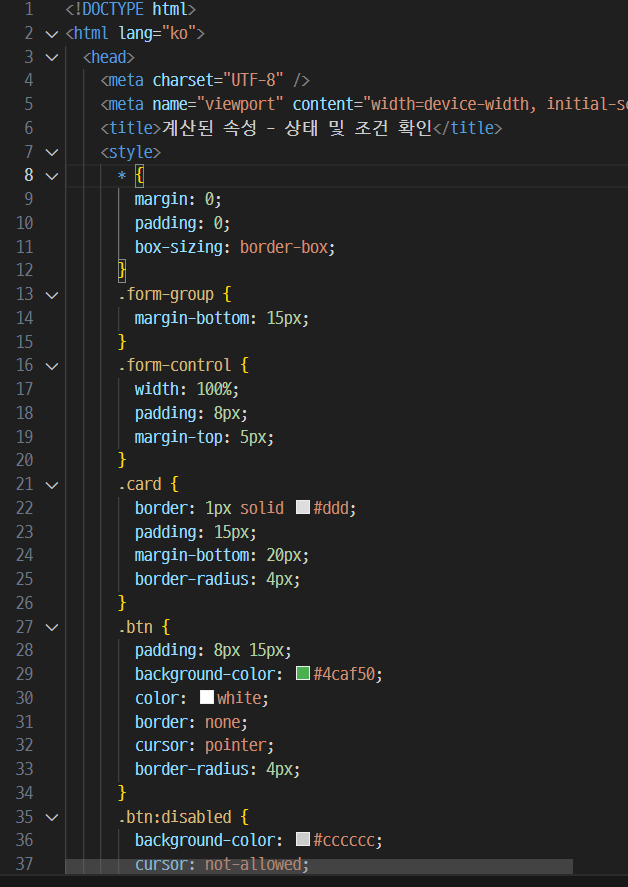 1 <!DOCTYPE html>
2 <html lang="ko">
3 <head>
4 <meta charset="UTF-8" />
5 <meta name="viewport" content="width=device-width,
6 <title>계산된 속성 - 상태 및 조건 확인</title>
7 <style>
8 * {
9 margin: 0;
10 padding: 0;
11 box-sizing: border-box;
12 }
13 .form-group {
14 margin-bottom: 15px;
15 }
16 .form-control {
17 width: 100%;
18 padding: 8px;
19 margin-top: 5px;
20 }
21 .card {
22 border: 1px solid #ddd;
23 padding: 15px;
24 margin-bottom: 20px;
25 border-radius: 4px;
26 }
27 .btn {
28 padding: 8px 15px;
29 background-color: #4caf50;
30 color: white;
31 border: none;
32 cursor: pointer;
33 border-radius: 4px;
34 }
35 .btn:disabled {
36 background-color: #cccccc;
37 cursor: not-allowed;